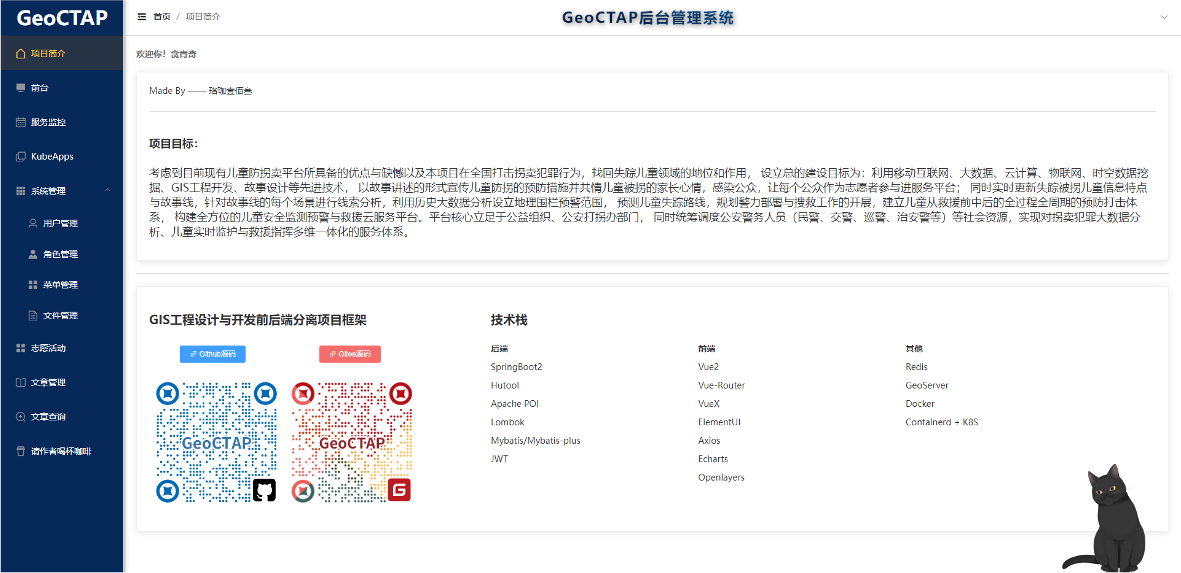 GeoCTAP
首页 / 项目简介
GeoCTAP后台管理系统
项目简介
前台
服务监控
KubeApps
系统管理
用户管理
角色管理
菜单管理
文件管理
志愿活动
文章管理
文章查询
请作者喝杯咖啡
欢迎你！贪肯奇
Made By —— 珞珈壹佰叁
项目目标：
考虑到目前现有儿童防拐卖平台所具备的优点与缺憾以及本项目在全国打击拐卖犯罪行为，找回失踪儿童领域的地位和作用， 设立总的建设目标为：利用移动互联网、大数据、云计算、物联网、时空数据挖
掘、GIS工程开发、故事设计等先进技术， 以故事讲述的形式宣传儿童防拐的预防措施并共情儿童被拐的家长心情，感染公众，让每个公众作为志愿者参与进服务平台； 同时实时更新失踪被拐儿童信息特点
与故事线，针对故事线的每个场景进行线索分析，利用历史大数据分析设立地理围栏预警范围， 预测儿童失踪路线，规划警力部署与搜救工作的开展，建立儿童从救援前中后的全过程全周期的预防打击体
系， 构建全方位的儿童安全监测预警与救援云服务平台。平台核心立足于公益组织、公安打拐办部门， 同时统筹调度公安警务人员（民警、交警、巡警、治安警等）等社会资源，实现对拐卖犯罪大数据分
析、儿童实时监护与救援指挥多维一体化的服务体系。
GIS工程设计与开发前后端分离项目框架
Github源码
Gitee源码
GeoCTAP
GeoCTAP
技术栈
后端
SpringBoot2
Hutool
Apache POI
Lombok
Mybatis/Mybatis-plus
JWT
前端
Vue2
Vue-Router
VueX
ElementUI
Axios
Echarts
Openlayers
其他
Redis
GeoServer
Docker
Containerd + K8S